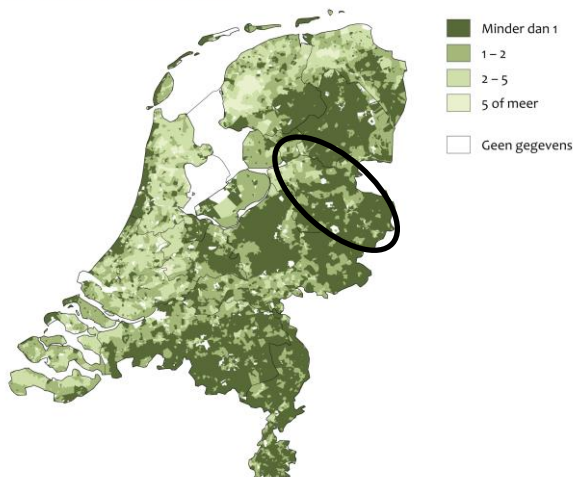 Minder dan 1
1 – 2
2 – 5
5 of meer
Geen gegevens